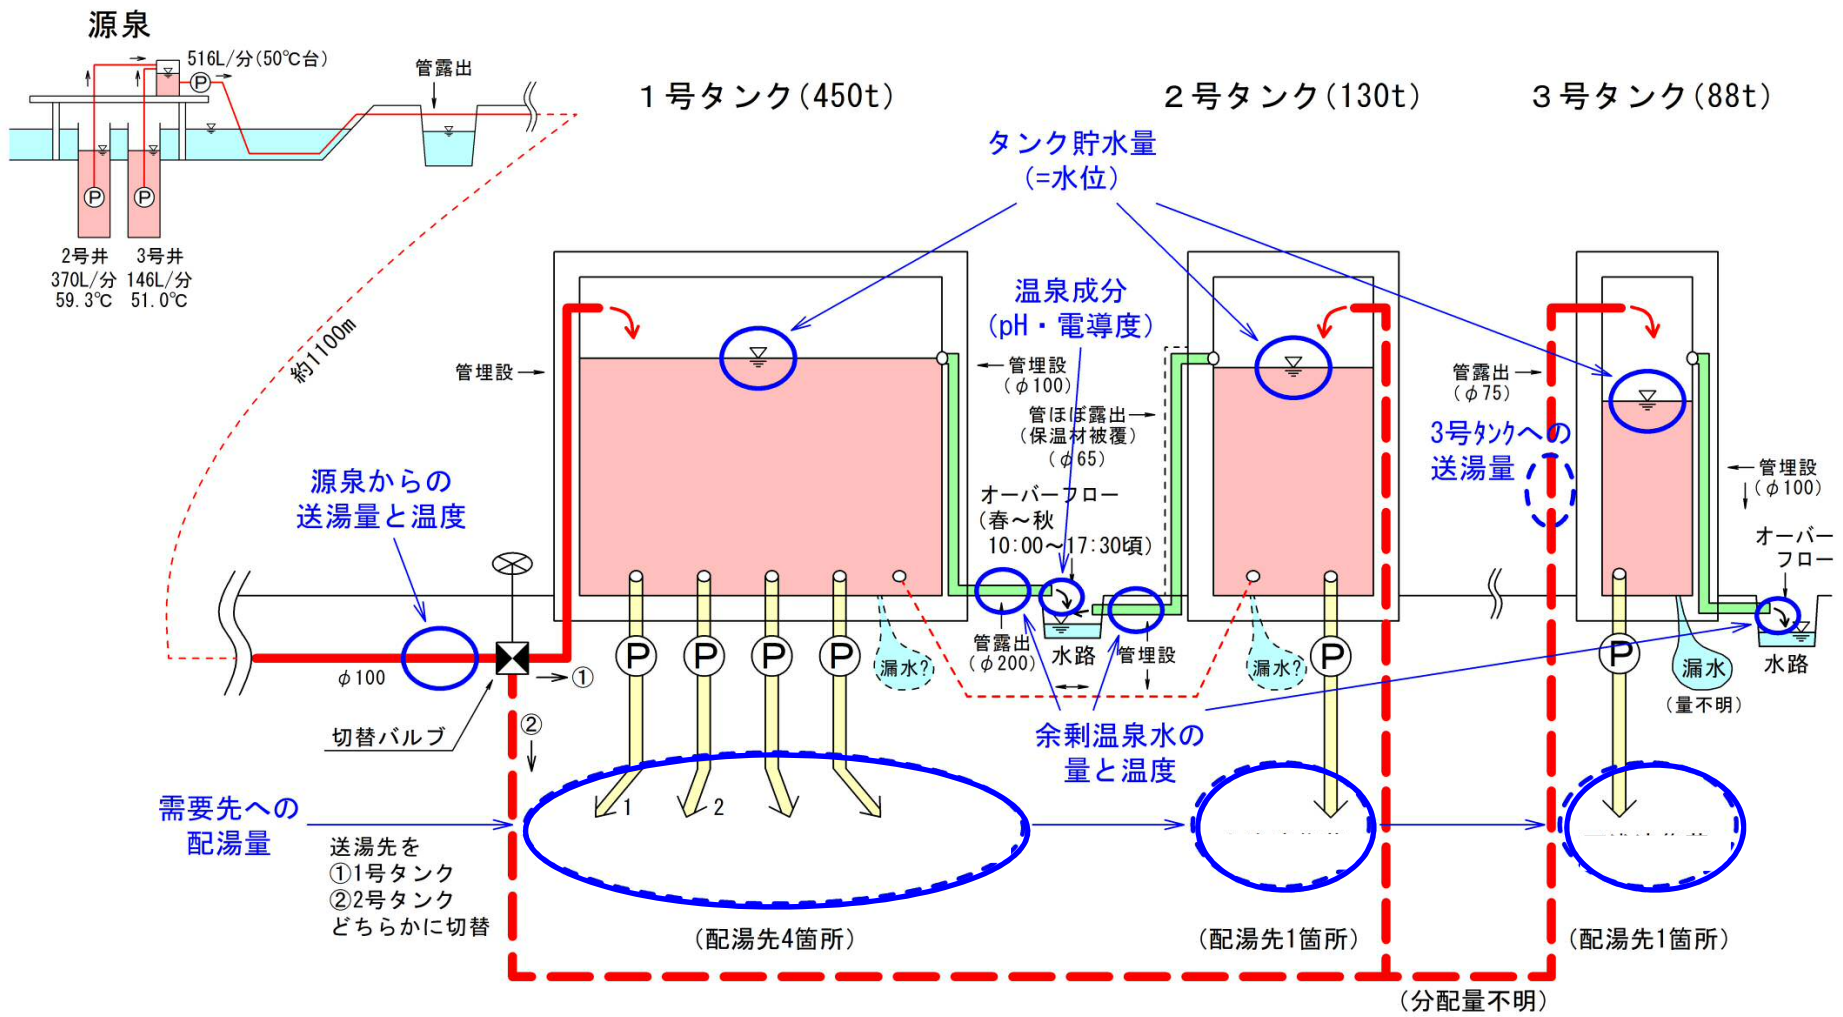 源泉
516L/分(50℃台)
管露出
1号タンク(450t)
2号タンク(130t)
3号タンク(88t)
P
P
P
2号井
370L/分
59.3℃
3号井
146L/分
51.0℃
約1100m
タンク貯水量
(=水位)
温泉成分
(pH・電導度)
管埋設
管埋設
(φ100)
管ほぼ露出
(保温材被覆)
(φ65)
管露出
(φ75)
3号タンクへの
送湯量
管埋設
(φ100)
源泉からの
送湯量と温度
オーバーフロー
(春～秋
10:00～17:30頃)
オーバー
フロー
φ100
切替バルブ
①
②
P
P
P
P
漏水?
管露出
(φ200)
水路
管埋設
漏水?
P
P
漏水
(量不明)
水路
余剰温泉水の
量と温度
需要先への
配湯量
1
2
送湯先を
①1号タンク
②2号タンク
どちらかに切替
(配湯先4箇所)
(配湯先1箇所)
(配湯先1箇所)
(分配量不明)